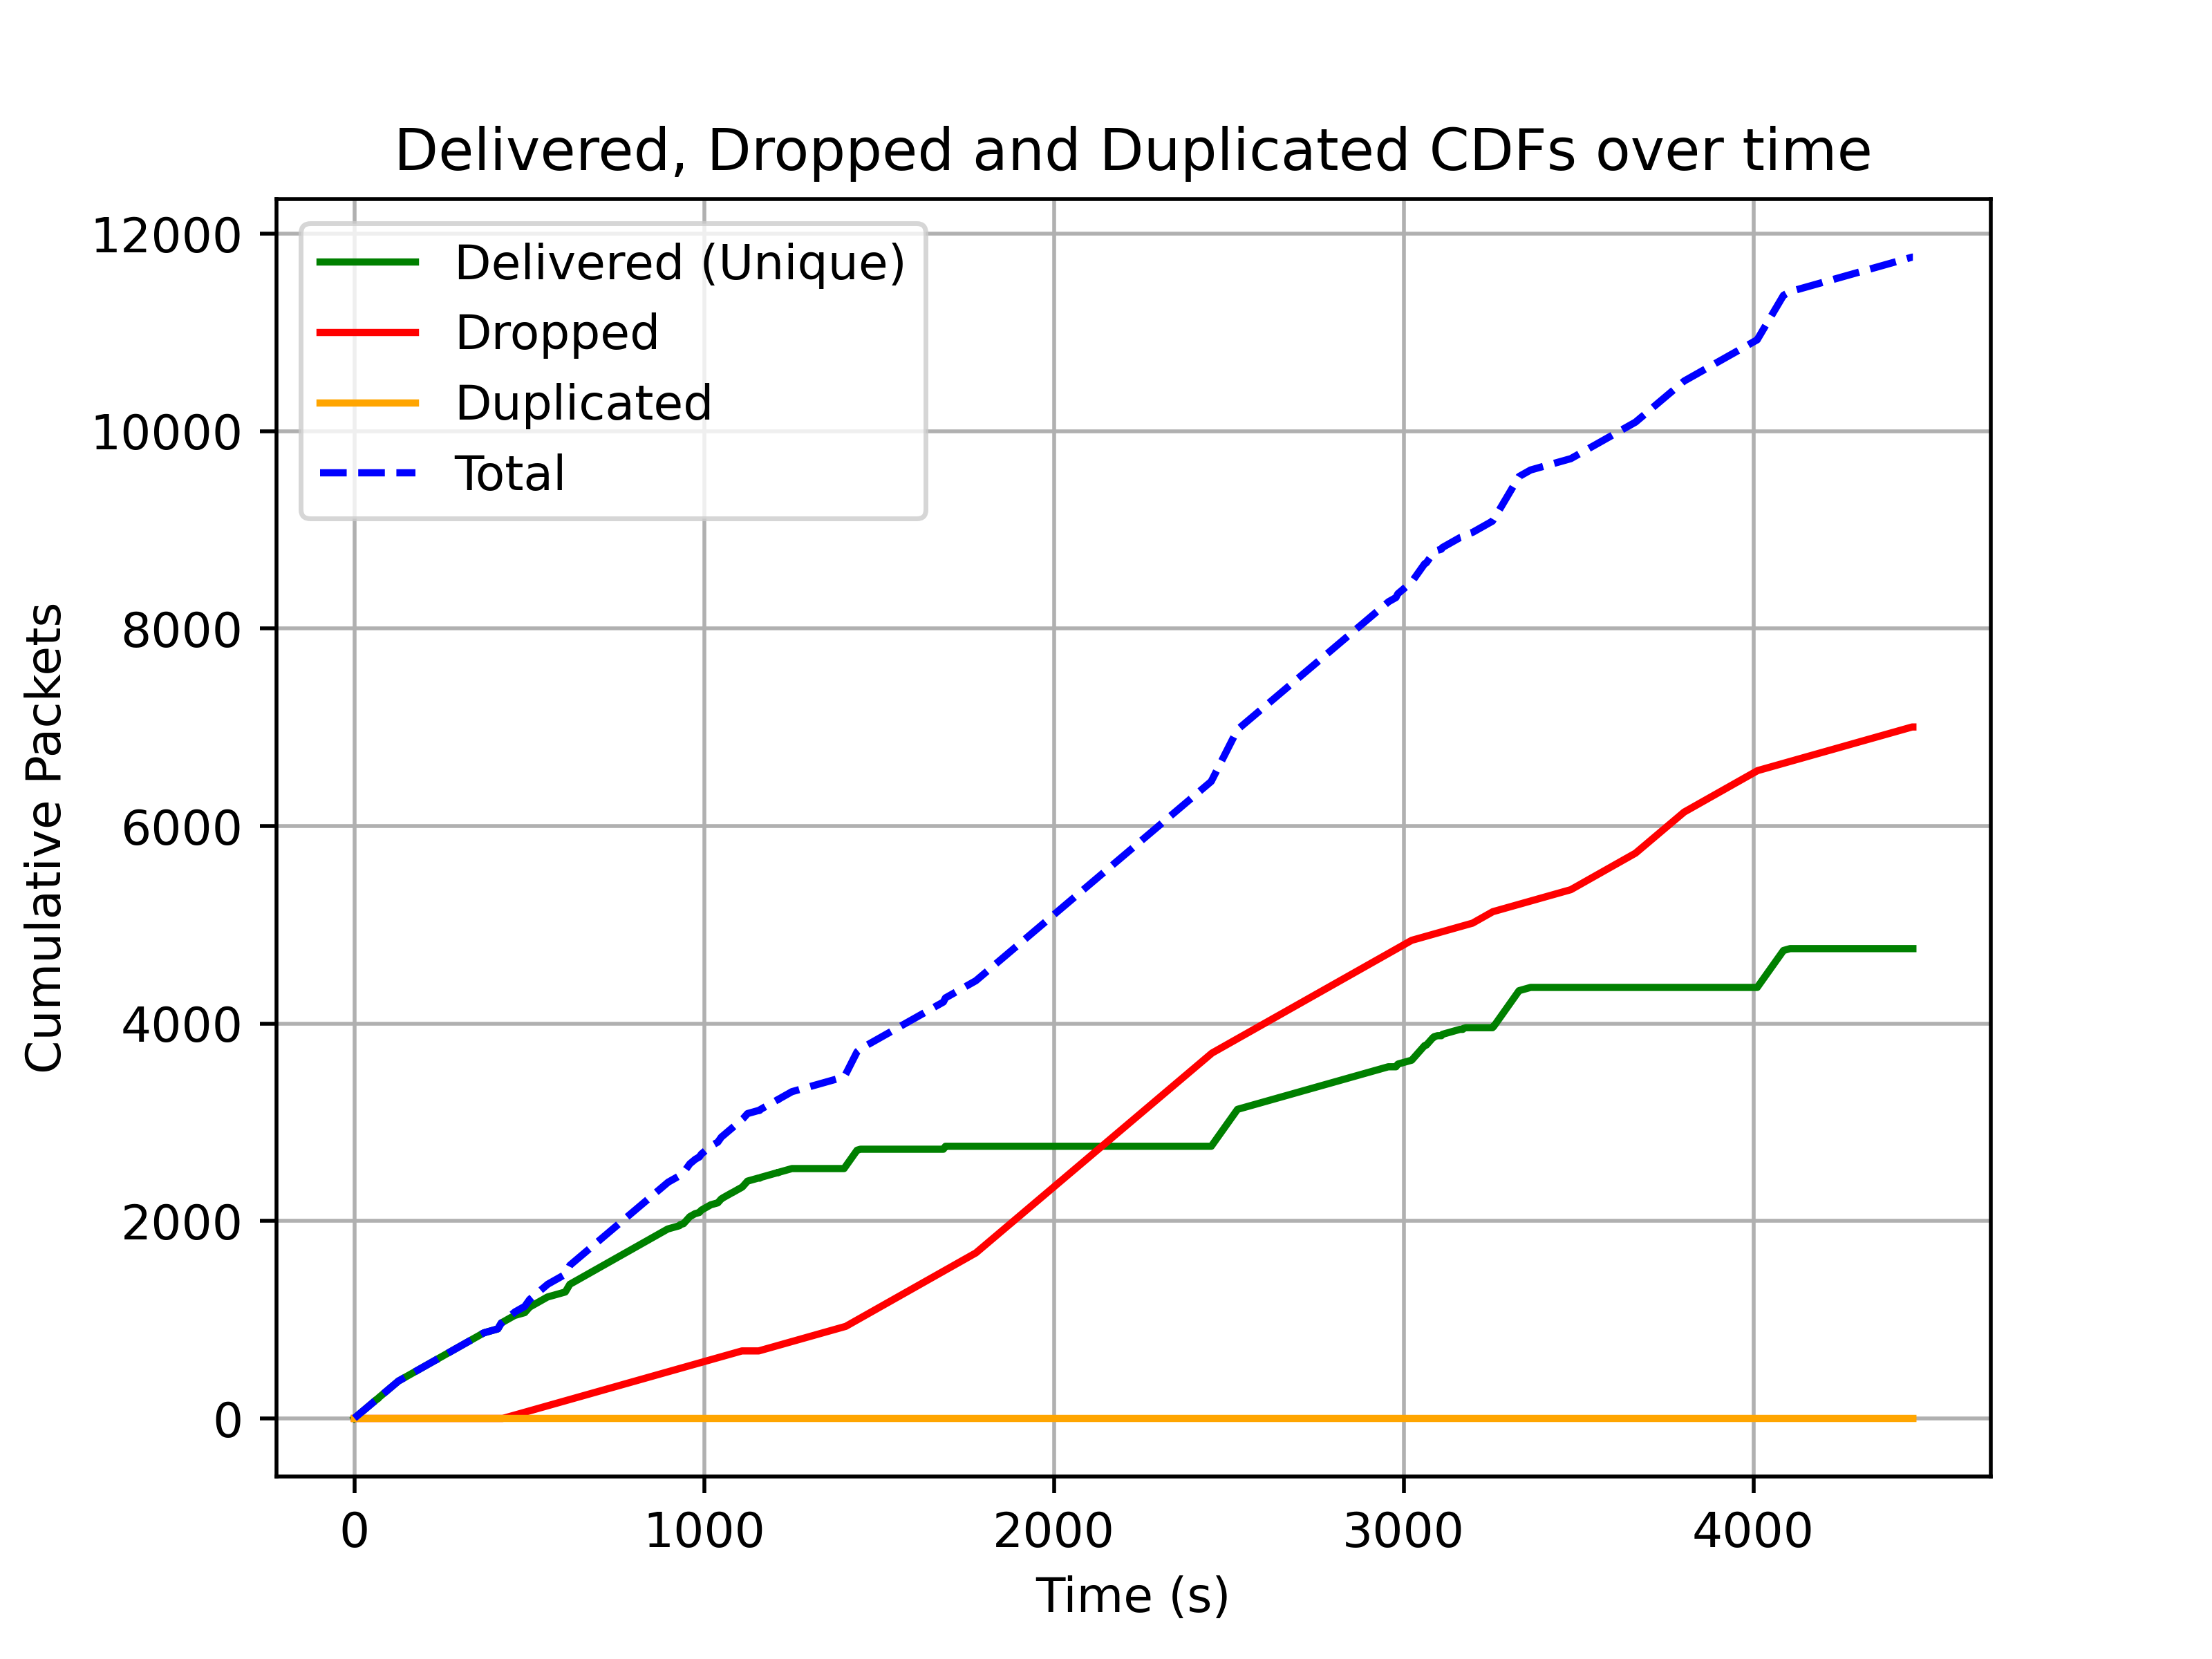 Delivered, Dropped and Duplicated CDFs over time
12000
10000
8000
6000
4000
2000
0
Cumulative Packets
Delivered (Unique)
Dropped
Duplicated
Total
0 1000 2000 3000 4000
Time (s)